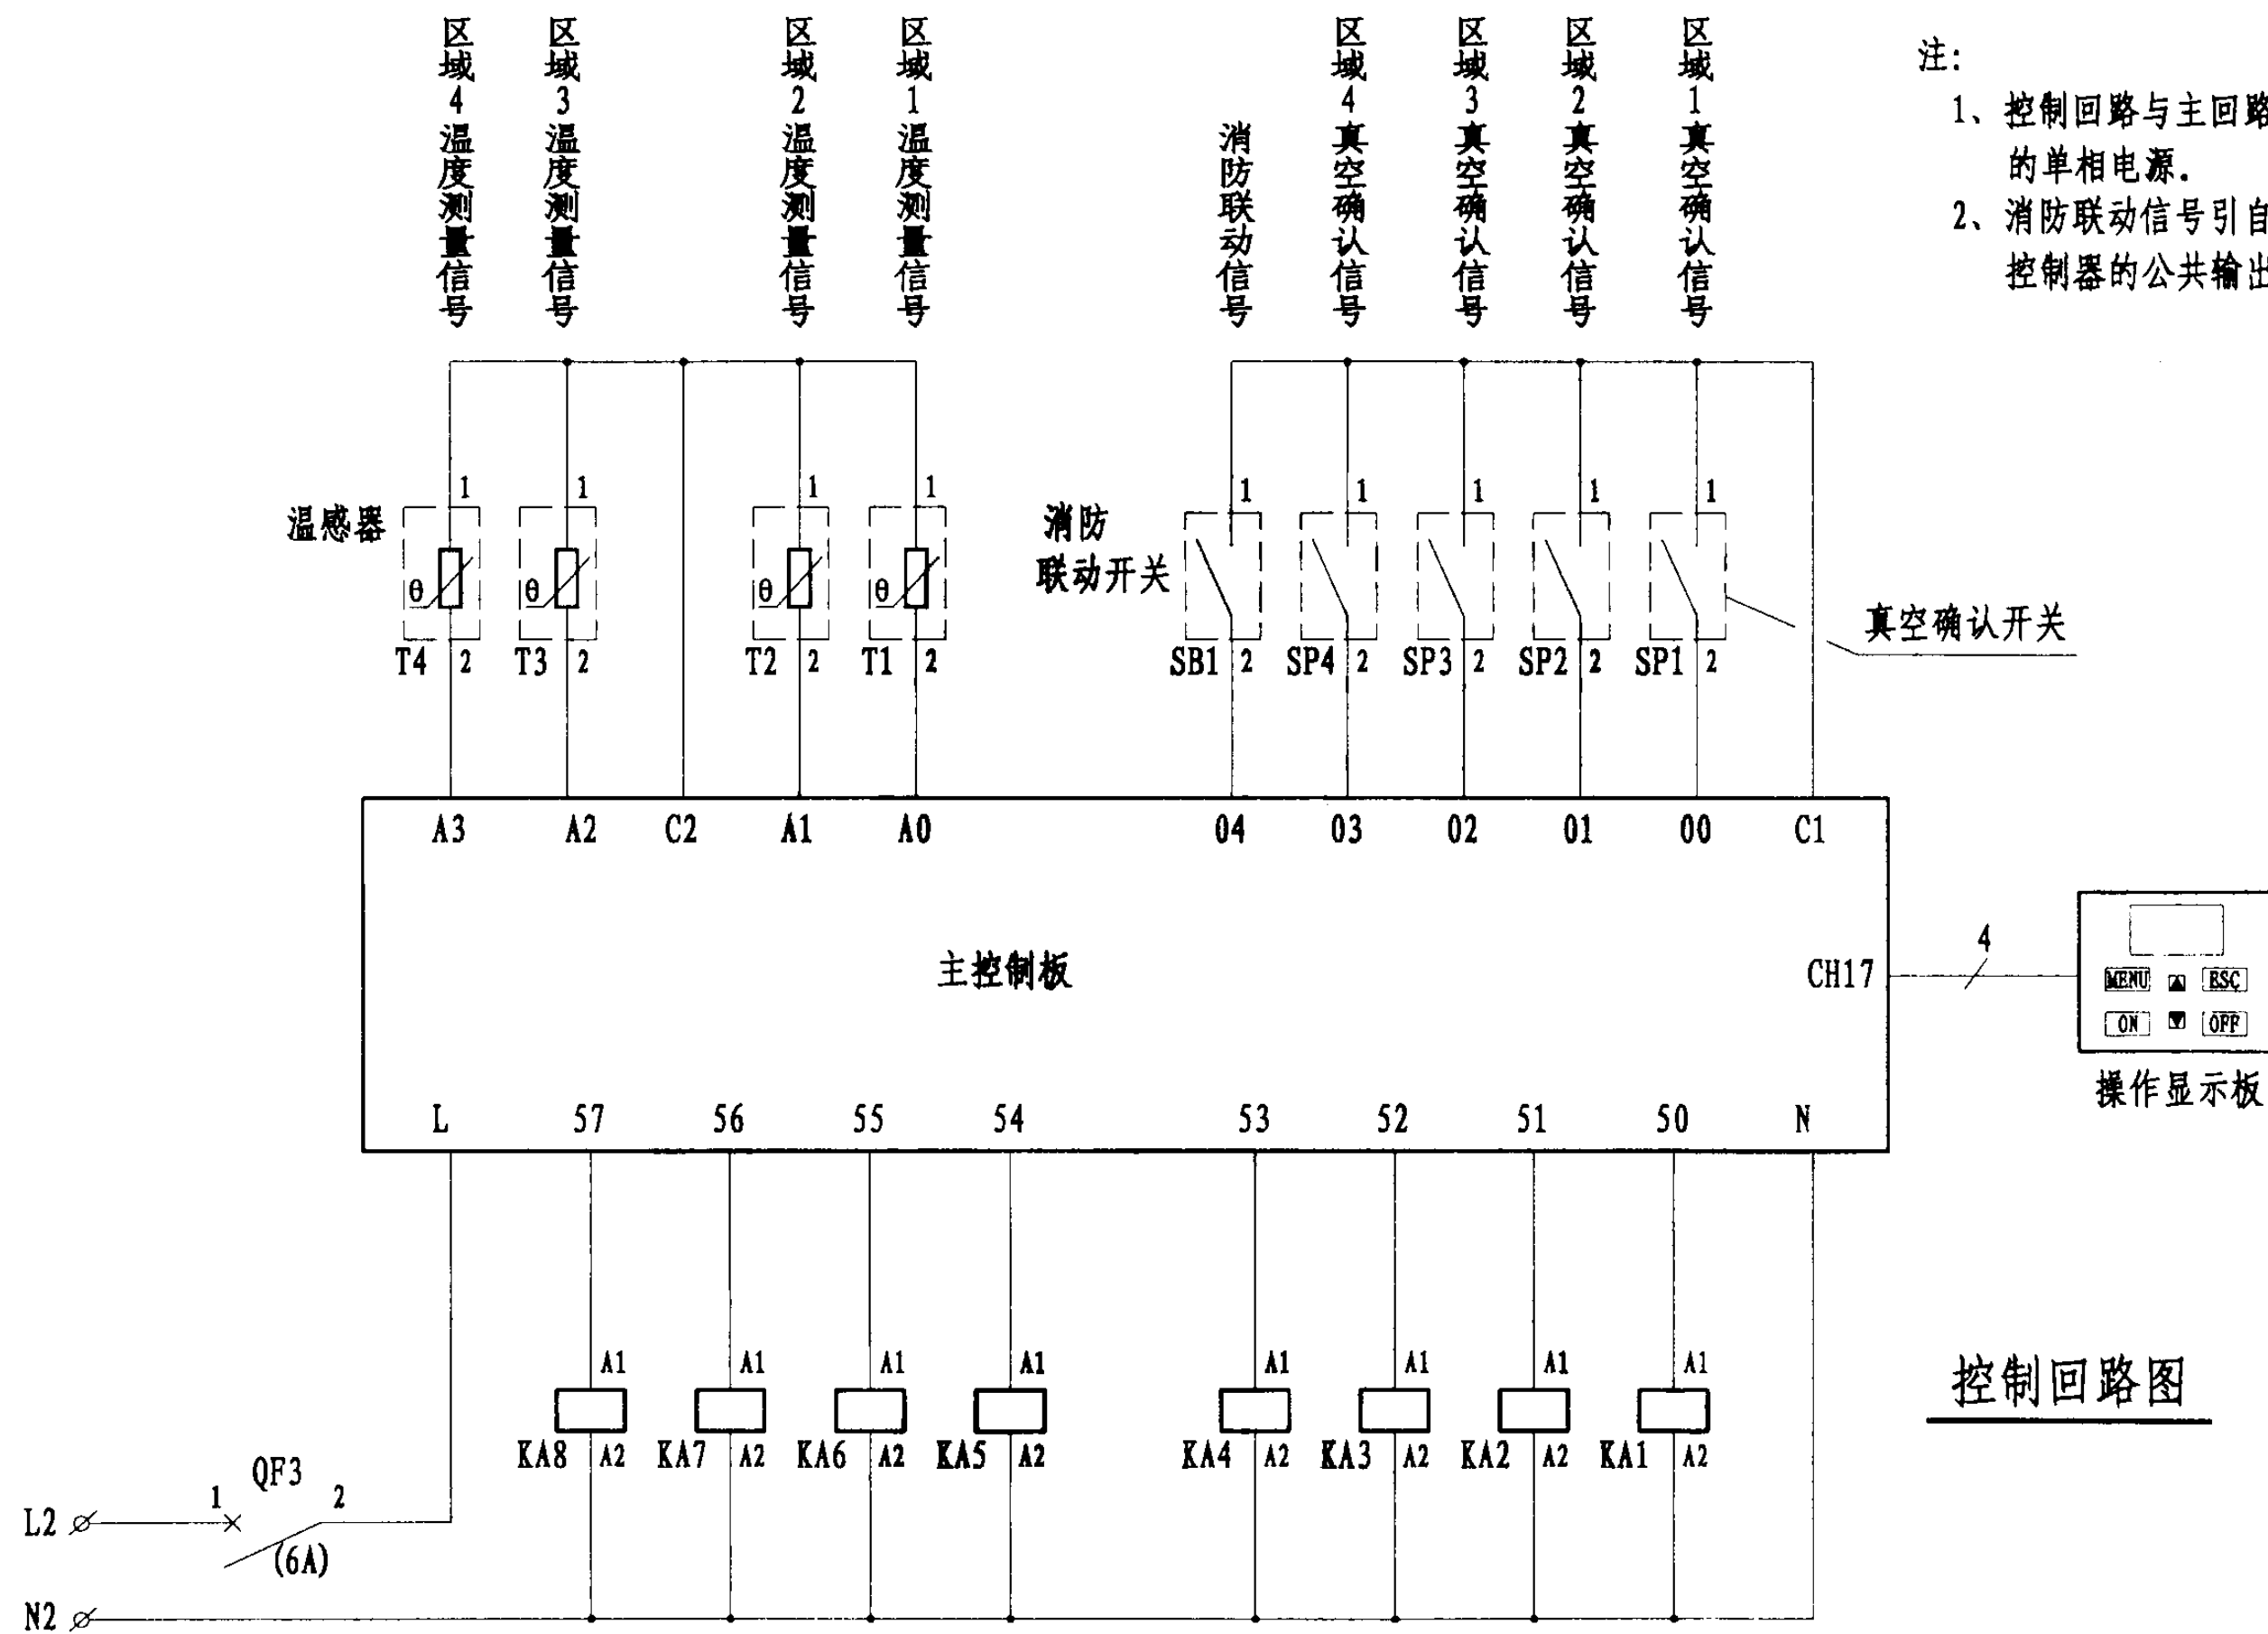 区域4温度测量信号
区域3温度测量信号
区域2温度测量信号
区域1温度测量信号
消防联动信号
区域4真空确认信号
区域3真空确认信号
区域2真空确认信号
区域1真空确认信号
注:
1、控制回路与主回路
的单相电源.
2、消防联动信号引自
控制器的公共输出
1 1 1 1 1 1 1 1 1
温感器
消防
联动开关
θ θ θ θ
真空确认开关
T4 2 T3 2 T2 2 T1 2 SB1 2 SP4 2 SP3 2 SP2 2 SP1 2
A3 A2 C2 A1 A0 04 03 02 01 00 C1
主控制板
CH17
4
MENU ▲ ESC
ON ▼ OFF
操作显示板
L 57 56 55 54 53 52 51 50 N
A1 A1 A1 A1 A1 A1 A1 A1
控制回路图
KA8 A2 KA7 A2 KA6 A2 KA5 A2 KA4 A2 KA3 A2 KA2 A2 KA1 A2
QF3
1 2
L2
(6A)
N2